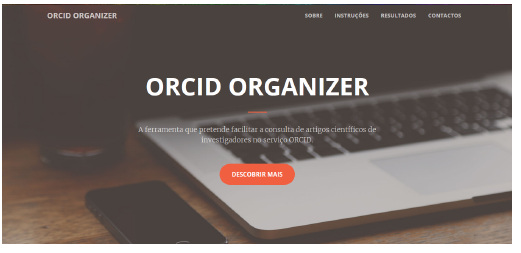 ORCID ORGANIZER
SOBRE INSTRUÇÕES RESULTADOS CONTACTOS
ORCID ORGANIZER
A ferramenta que pretende facilitar a consulta de artigos científicos de
investigadores no serviço ORCID.
DESCOBRIR MAIS